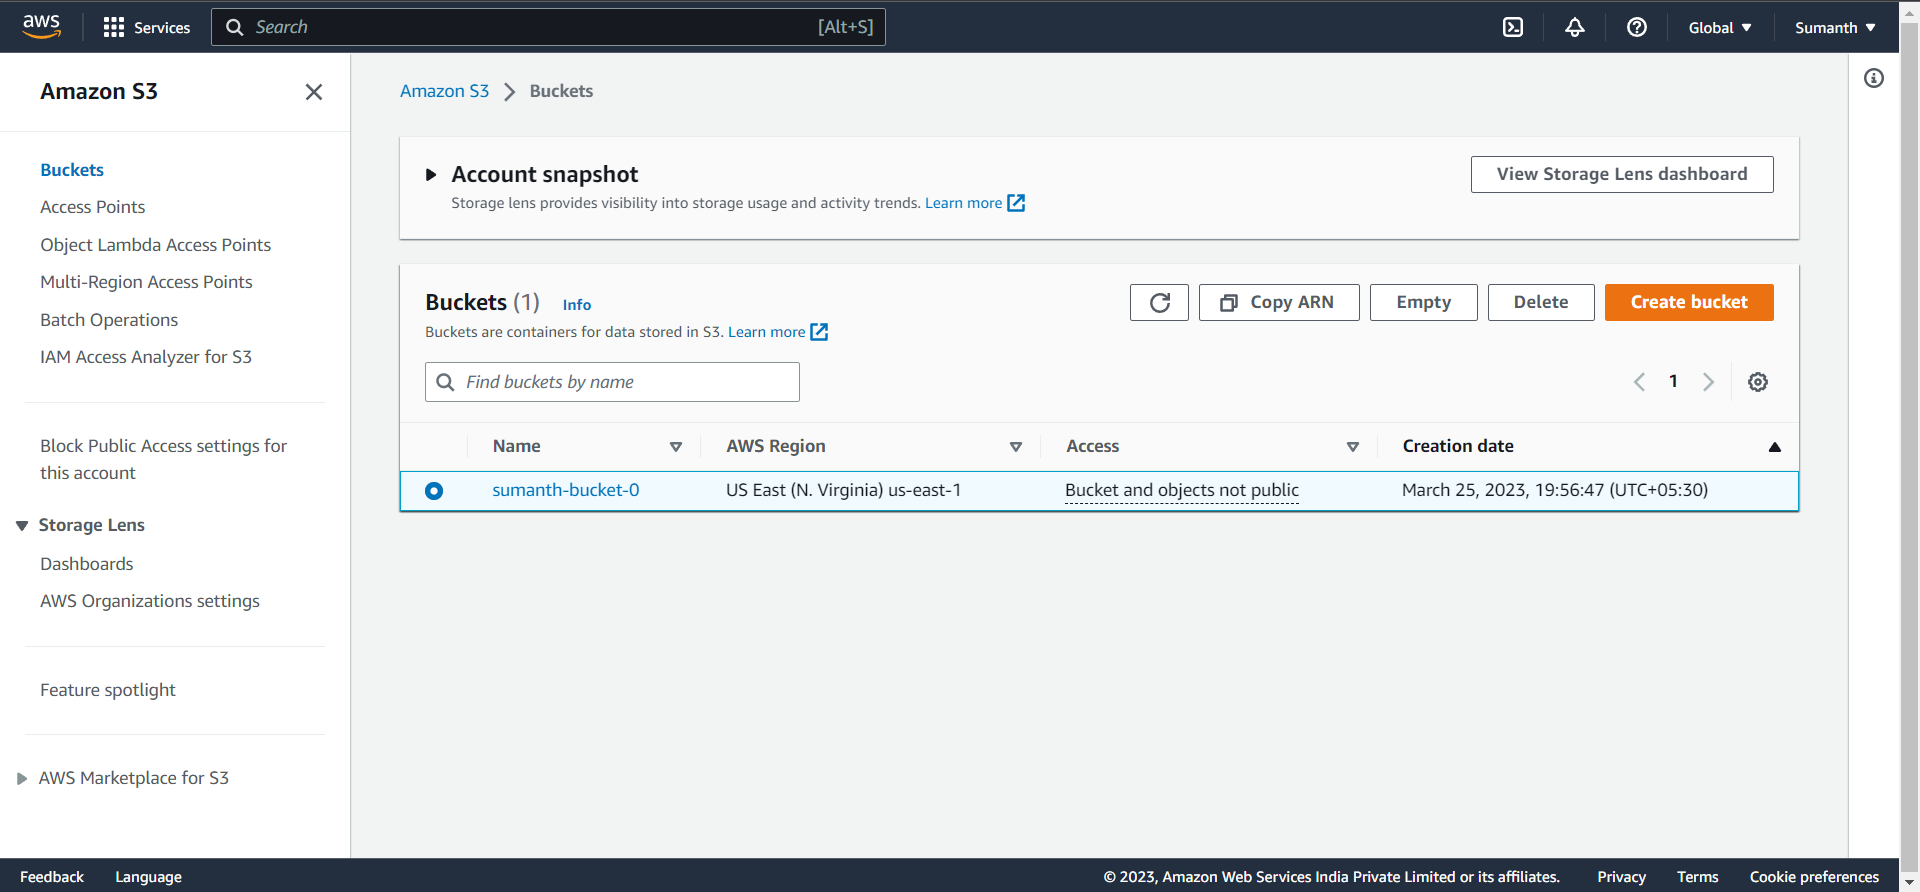 aws
Services
Search [Alt+S]
Global
Sumanth
Amazon S3
Buckets
Access Points
Object Lambda Access Points
Multi-Region Access Points
Batch Operations
IAM Access Analyzer for S3
Block Public Access settings for
this account
Storage Lens
Dashboards
AWS Organizations settings
Feature spotlight
AWS Marketplace for S3
Amazon S3 > Buckets
Account snapshot
Storage lens provides visibility into storage usage and activity trends. Learn more
View Storage Lens dashboard
Buckets (1) Info
Buckets are containers for data stored in S3. Learn more
Copy ARN
Empty
Delete
Create bucket
Find buckets by name
1
Name AWS Region Access Creation date
sumanth-bucket-0 US East (N. Virginia) us-east-1 Bucket and objects not public March 25, 2023, 19:56:47 (UTC+05:30)
Feedback Language © 2023, Amazon Web Services India Private Limited or its affiliates. Privacy Terms Cookie preferences